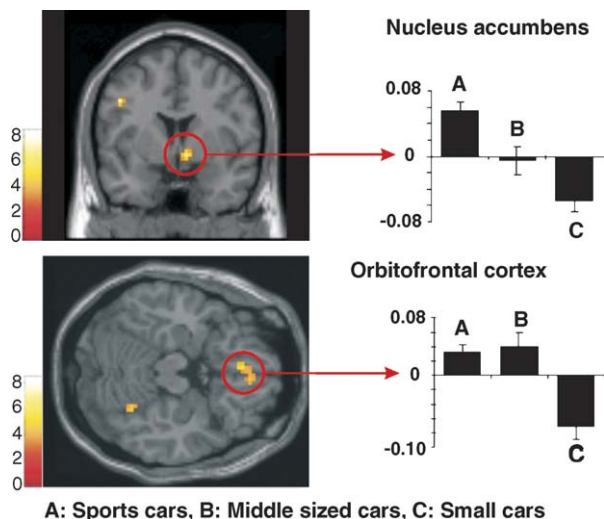 Nucleus accumbens
8
6
4
2
0
0.08
0
-0.08
A
B
C
Orbitofrontal cortex
8
6
4
2
0
0.08
0
-0.10
A
B
C
A: Sports cars, B: Middle sized cars, C: Small cars